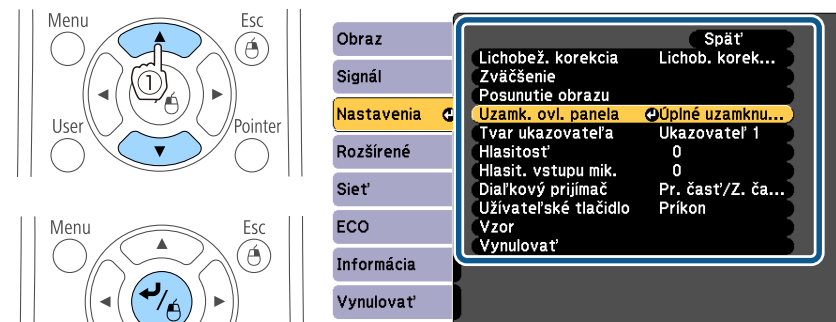 Menu
Esc
1
User
Pointer
Menu
Esc
Obraz
Signál
Nastavenia
Rozšírené
Sieť
ECO
Informácia
Vynulovať
Späť
Lichobež. korekcia Lichob. korek...
Zväčšenie
Posunutie obrazu
Uzamk. ovl. panela Úplné uzamknu...
Tvar ukazovateľa Ukazovateľ 1
Hlasitosť 0
Hlasit. vstupu mik. 0
Diaľkový prijímač Pr. časť/Z. ča...
Užívateľské tlačidlo Príkon
Vzor
Vynulovať